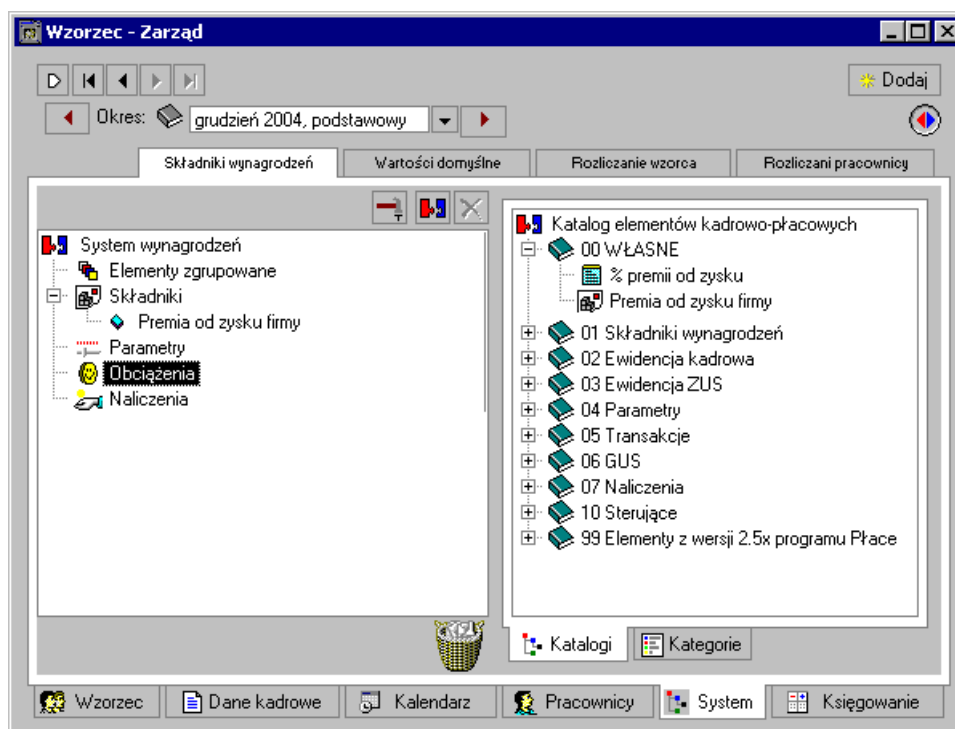 Wzorzec - Zarząd
Dodaj
Okres: grudzień 2004, podstawowy
Składniki wynagrodzeń Wartości domyślne Rozliczanie wzorca Rozliczani pracownicy
System wynagrodzeń
Elementy zgrupowane
Składniki
Premia od zysku firmy
Parametry
Obciążenia
Naliczenia
Katalog elementów kadrowo-płacowych
00 WŁASNE
% premii od zysku
Premia od zysku firmy
01 Składniki wynagrodzeń
02 Ewidencja kadrowa
03 Ewidencja ZUS
04 Parametry
05 Transakcje
06 GUS
07 Naliczenia
10 Sterujące
99 Elementy z wersji 2.5x programu Płace
Katalogi Kategorie
Wzorzec Dane kadrowe Kalendarz Pracownicy System Księgowanie